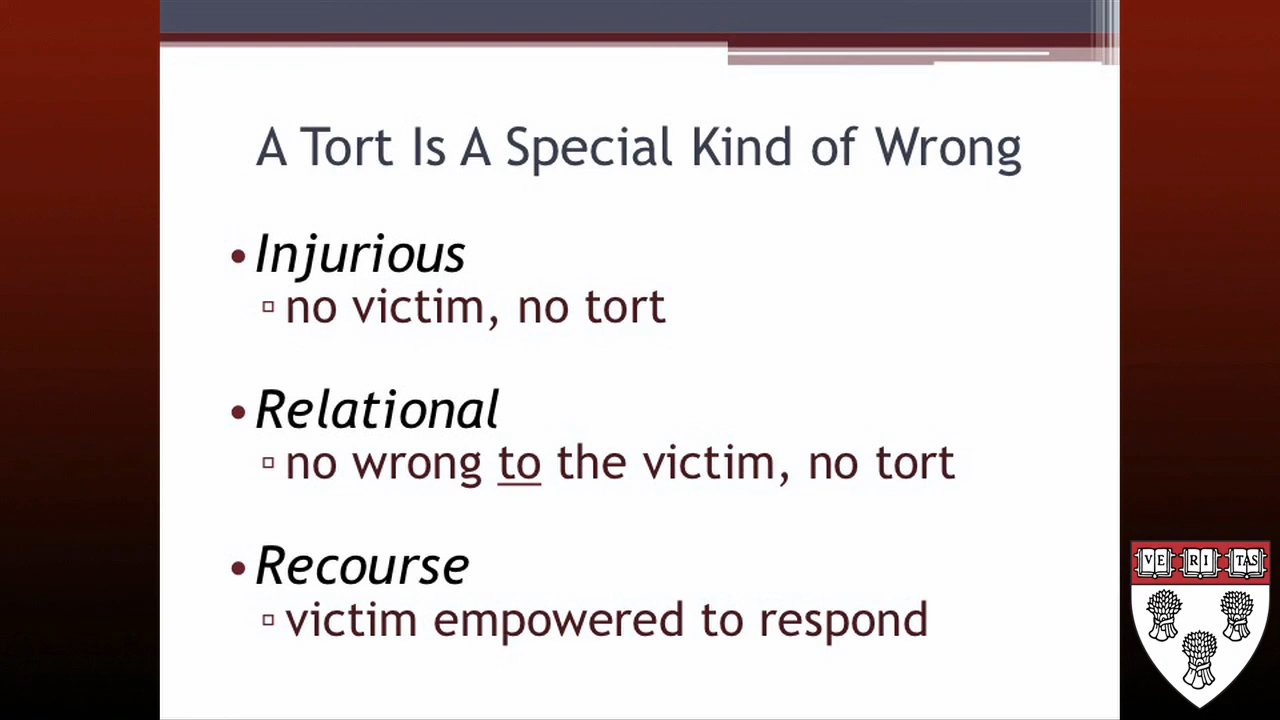 A Tort Is A Special Kind of Wrong
•Injurious
▫no victim, no tort
•Relational
▫no wrong to the victim, no tort
•Recourse
▫victim empowered to respond
VE RI TAS